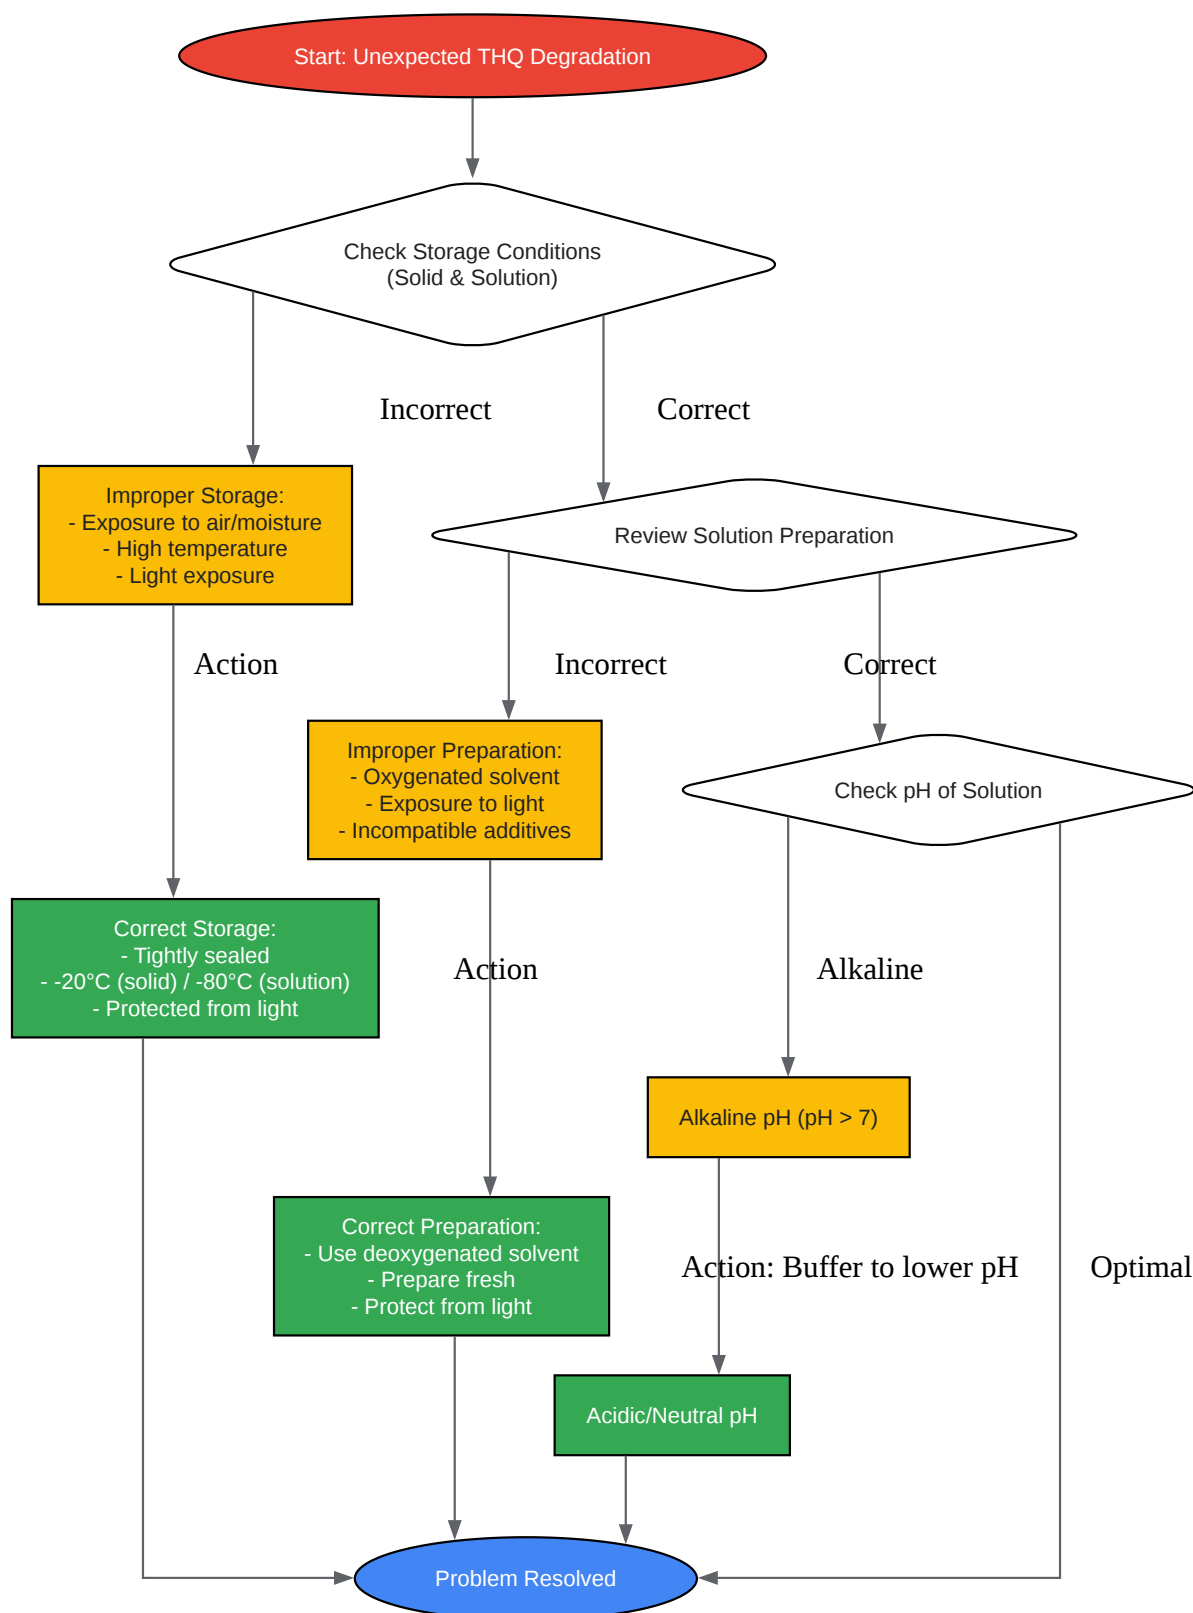 Start: Unexpected THQ Degradation
Check Storage Conditions
(Solid & Solution)
Incorrect
Correct
Improper Storage:
- Exposure to air/moisture
- High temperature
- Light exposure
Review Solution Preparation
Action
Incorrect
Correct
Improper Preparation:
- Oxygenated solvent
- Exposure to light
- Incompatible additives
Check pH of Solution
Correct Storage:
- Tightly sealed
- -20°C (solid) / -80°C (solution)
- Protected from light
Action
Alkaline
Alkaline pH (pH > 7)
Correct Preparation:
- Use deoxygenated solvent
- Prepare fresh
- Protect from light
Action: Buffer to lower pH
Optimal
Acidic/Neutral pH
Problem Resolved